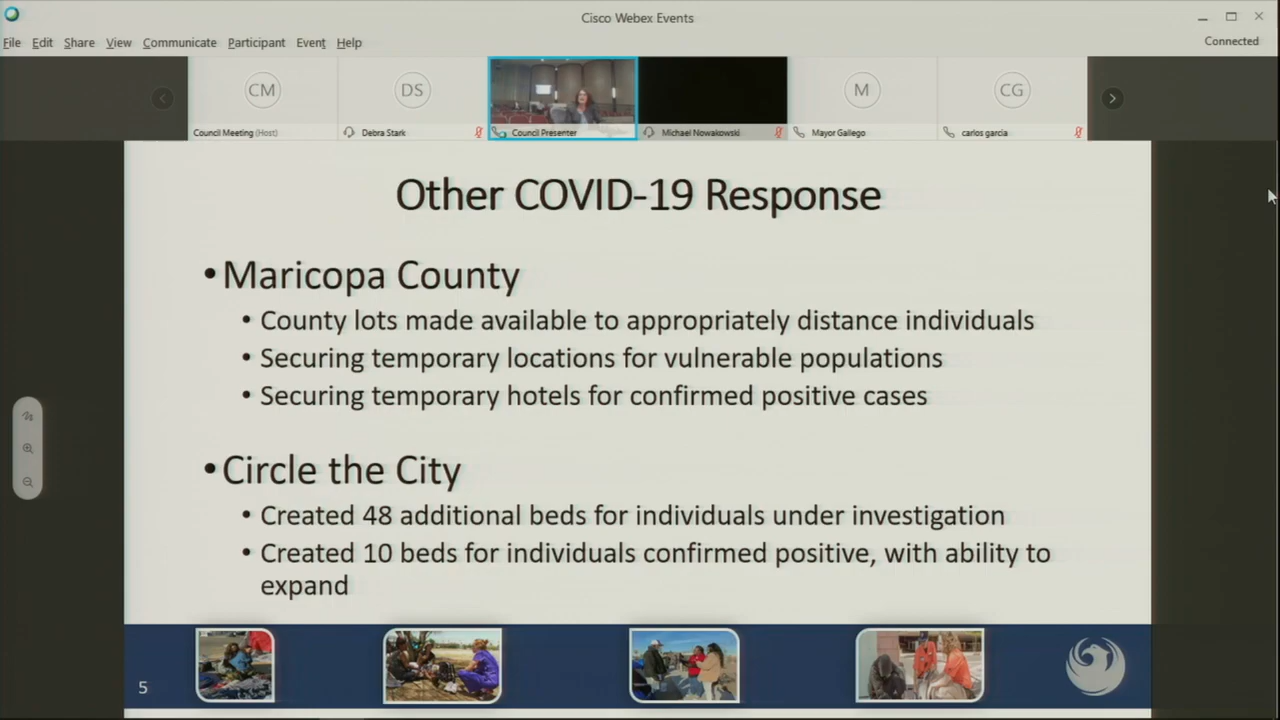 Cisco Webex Events
File Edit Share View Communicate Participant Event Help
Connected
CM
DS
M
CG
Council Meeting (Host)
Debra Stark
Council Presenter
Michael Nowakowski
Mayor Gallego
carlos garcia
Other COVID-19 Response
•Maricopa County
• County lots made available to appropriately distance individuals
• Securing temporary locations for vulnerable populations
• Securing temporary hotels for confirmed positive cases
•Circle the City
• Created 48 additional beds for individuals under investigation
• Created 10 beds for individuals confirmed positive, with ability to
expand
5